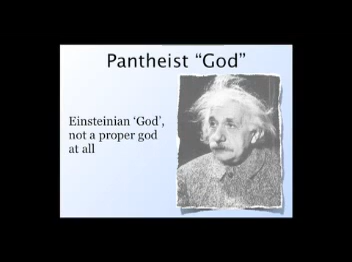 Pantheist “God”
Einsteinian ‘God’,
not a proper god
at all